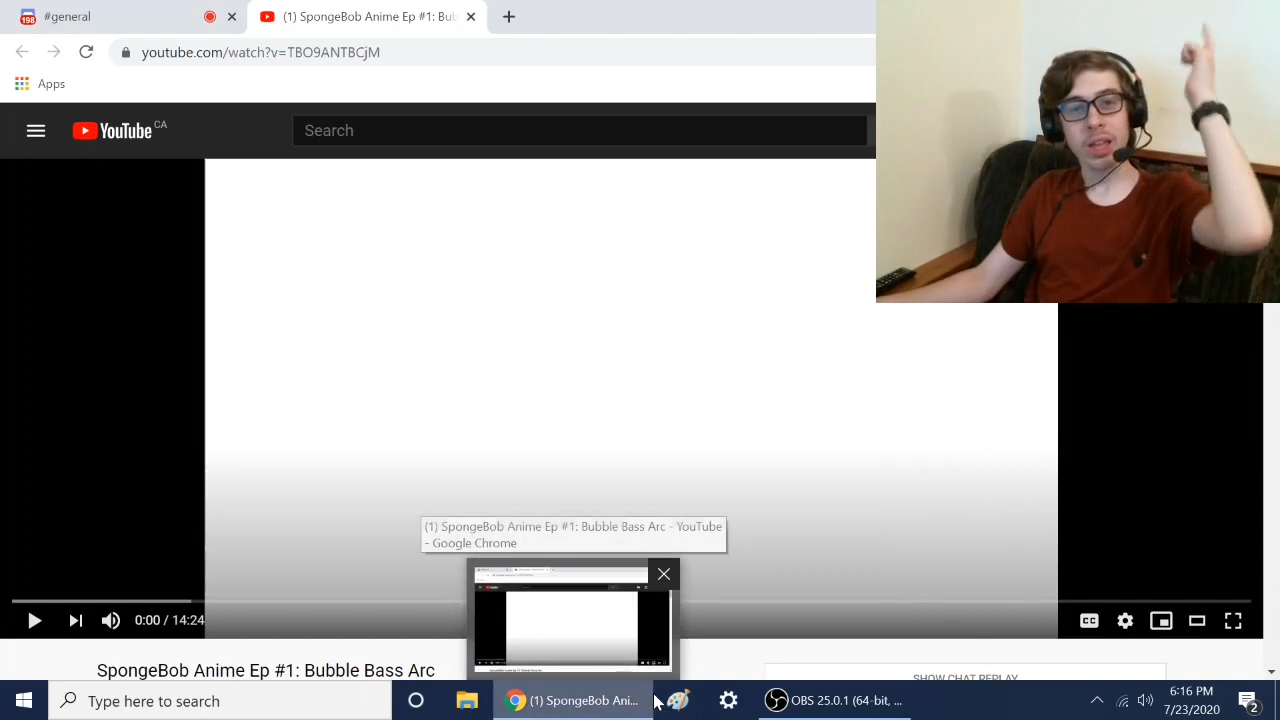 198
#general
(1) SpongeBob Anime Ep #1: Bub
youtube.com/watch?v=TBO9ANTBCjM
Apps
YouTube CA
Search
(1) SpongeBob Anime Ep #1: Bubble Bass Arc - YouTube
- Google Chrome
0:00 / 14:24
CC
SpongeBob Anime Ep #1: Bubble Bass Arc
SHOW CHAT REPLAY
Type here to search
(1) SpongeBob Ani...
OBS 25.0.1 (64-bit, ...
6:16 PM
7/23/2020
2